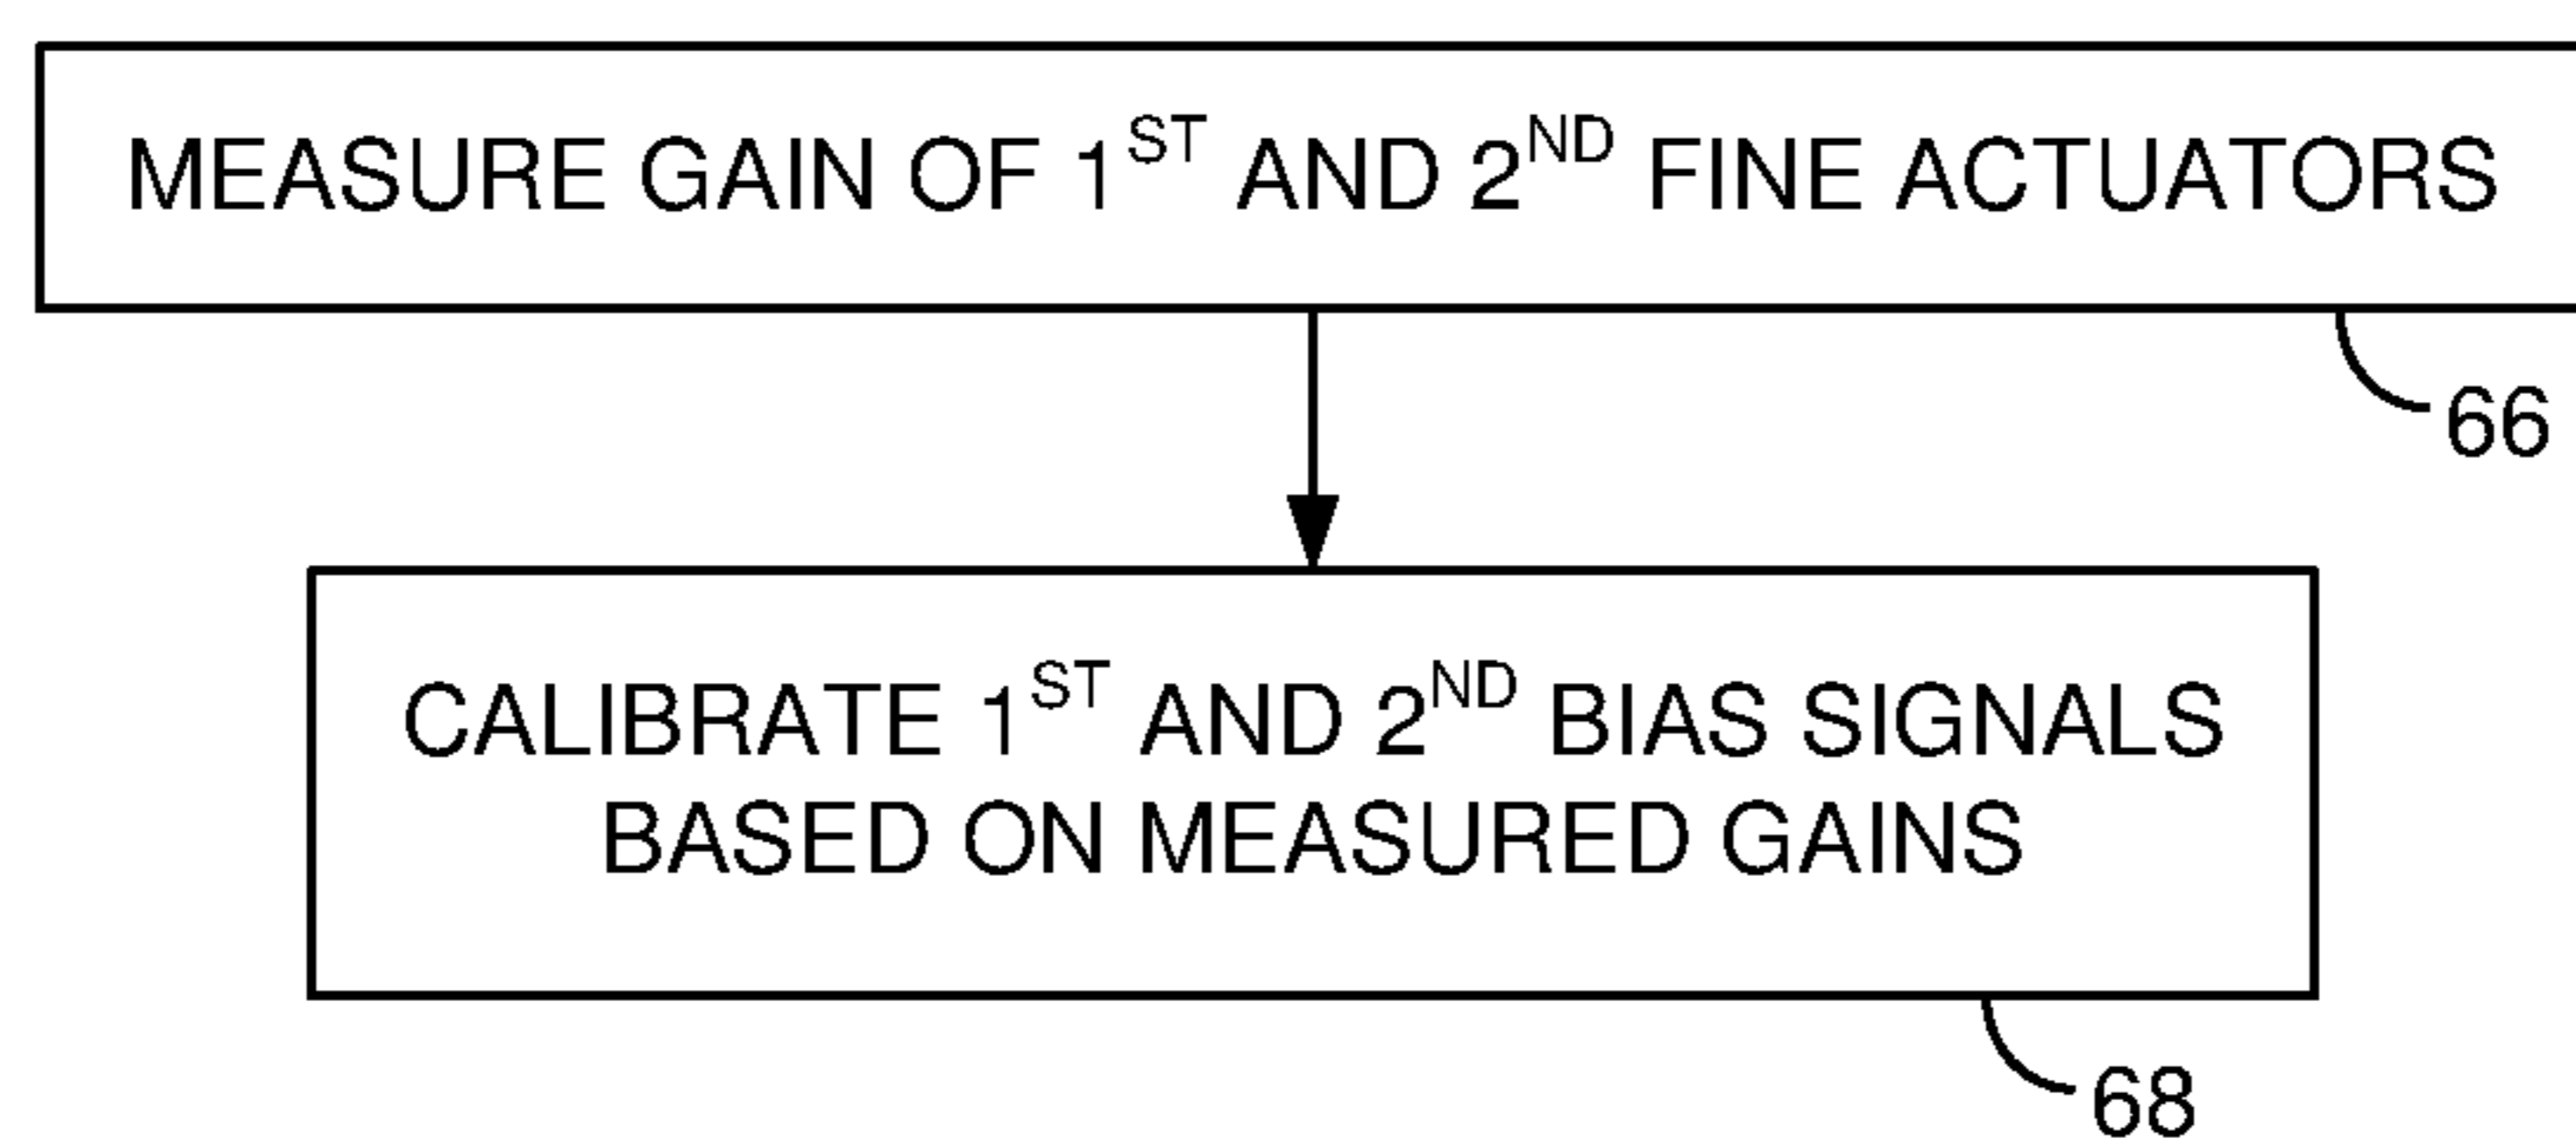 MEASURE GAIN OF 1ST AND 2ND FINE ACTUATORS
66
CALIBRATE 1ST AND 2ND BIAS SIGNALS
BASED ON MEASURED GAINS
68